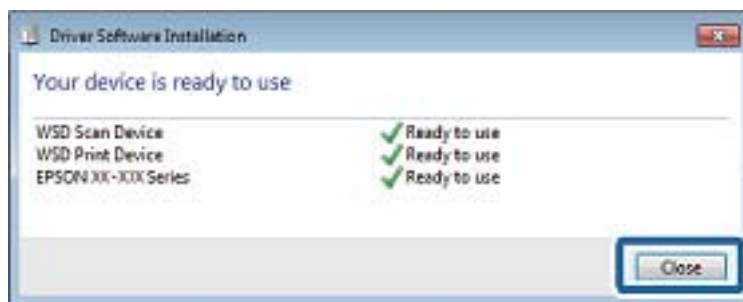 Driver Software Installation
Your device is ready to use
WSD Scan Device Ready to use
WSD Print Device Ready to use
EPSON XX-XXX Series Ready to use
Close